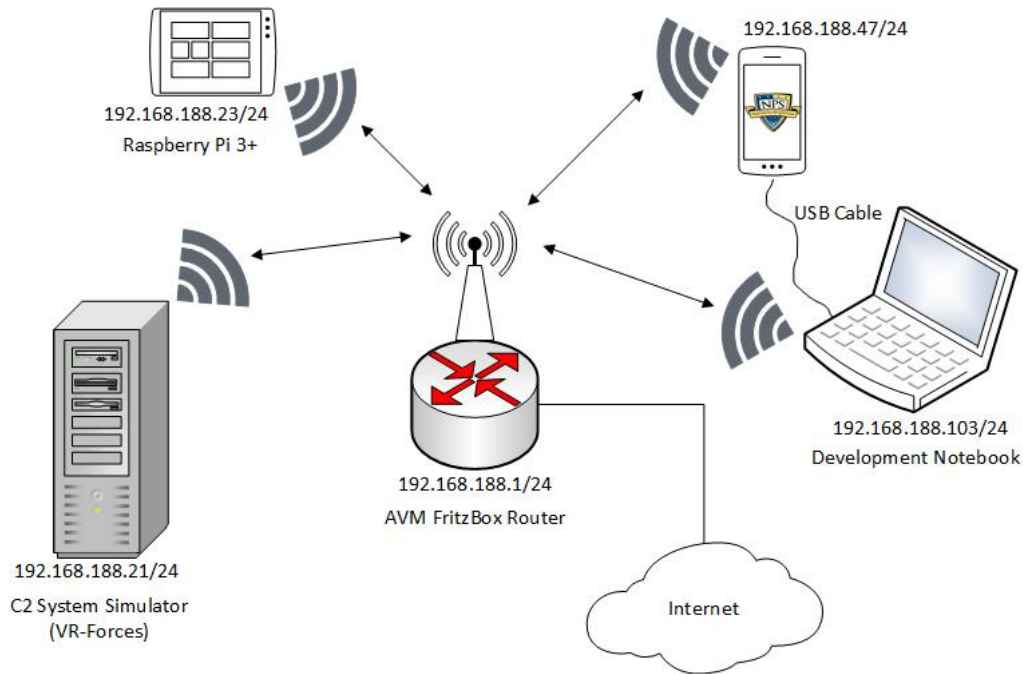 192.168.188.47/24
NPS
192.168.188.23/24
Raspberry Pi 3+
USB Cable
192.168.188.103/24
Development Notebook
192.168.188.1/24
AVM FritzBox Router
192.168.188.21/24
C2 System Simulator
(VR-Forces)
Internet